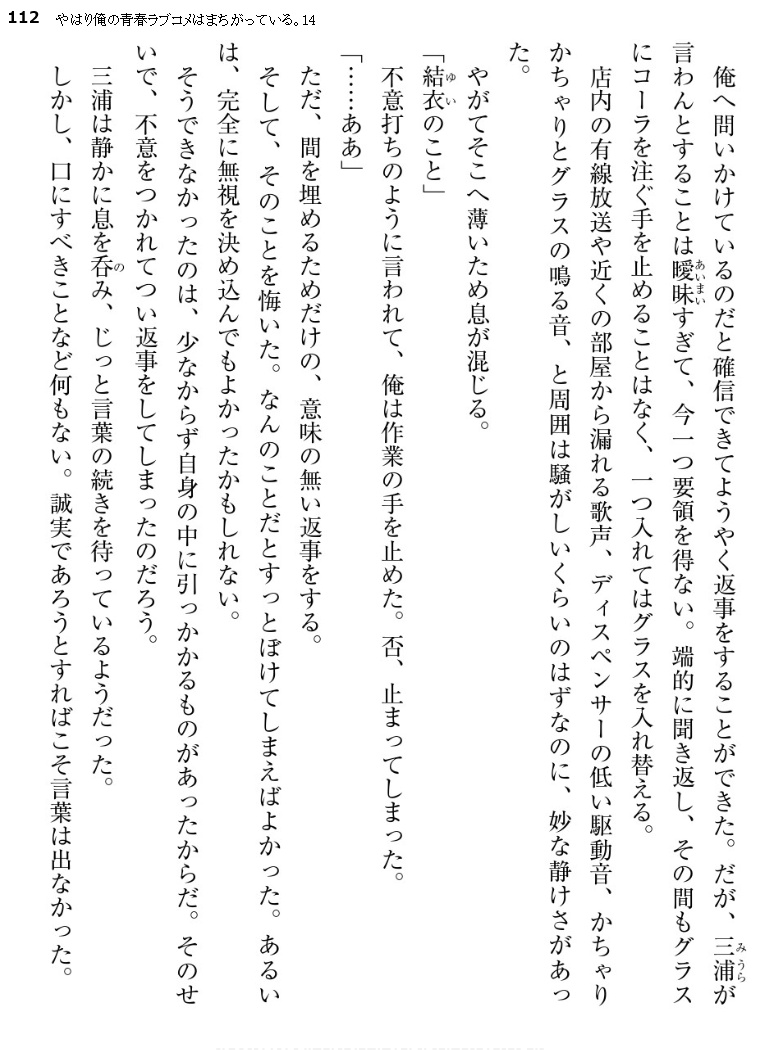 112 やはり俺の青春ラブコメはまちがっている。14
俺へ問いかけているのだと確信できてようやく返事をすることができた。だが、三浦が
言わんとすることは曖昧すぎて、今一つ要領を得ない。端的に聞き返し、その間もグラス
にコーラを注ぐ手を止めることはなく、一つ入れてはグラスを入れ替える。
店内の有線放送や近くの部屋から漏れる歌声、ディスペンサーの低い駆動音、かちゃり
かちゃりとグラスの鳴る音、と周囲は騒がしいくらいのはずなのに、妙な静けさがあっ
た。
やがてそこへ薄いため息が混じる。
「結衣のこと」
不意打ちのように言われて、俺は作業の手を止めた。否、止まってしまった。
「……ああ」
ただ、間を埋めるためだけの、意味の無い返事をする。
そして、そのことを悔いた。なんのことだとすっとぼけてしまえばよかった。あるい
は、完全に無視を決め込んでもよかったかもしれない。
そうできなかったのは、少なからず自身の中に引っかかるものがあったからだ。そのせ
いで、不意をつかれてつい返事をしてしまったのだろう。
三浦は静かに息を呑み、じっと言葉の続きを待っているようだった。
しかし、口にすべきことなど何もない。誠実であろうとすればこそ言葉は出なかった。